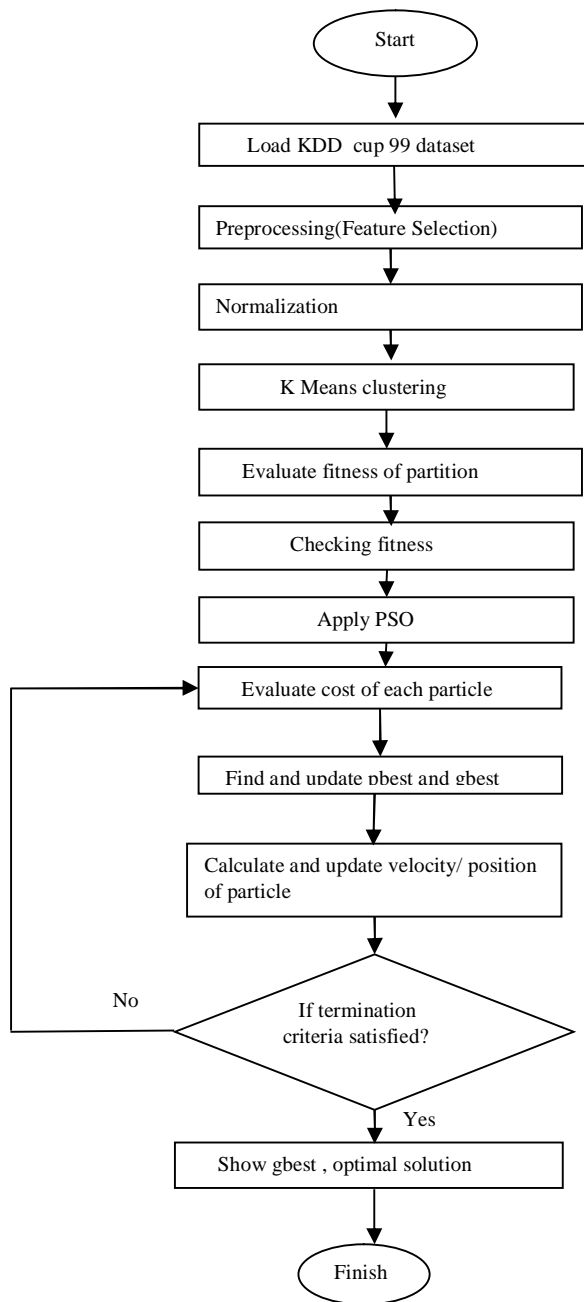 Start
Load KDD cup 99 dataset
Preprocessing(Feature Selection)
Normalization
K Means clustering
Evaluate fitness of partition
Checking fitness
Apply PSO
Evaluate cost of each particle
Find and update pbest and gbest
Calculate and update velocity/ position
of particle
No
If termination
criteria satisfied?
Yes
Show gbest , optimal solution
Finish